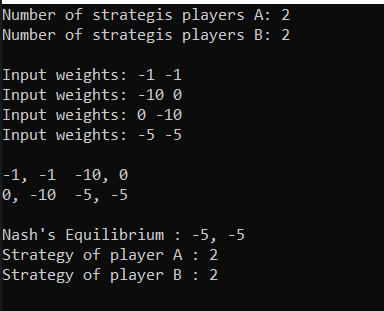 Number of strategis players A: 2
Number of strategis players B: 2
Input weights: -1 -1
Input weights: -10 0
Input weights: 0 -10
Input weights: -5 -5
-1, -1  -10, 0
0, -10  -5, -5
Nash's Equilibrium : -5, -5
Strategy of player A : 2
Strategy of player B : 2